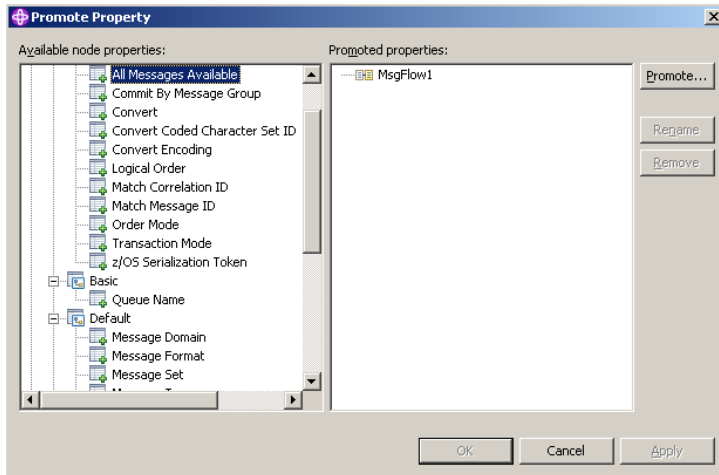 Promote Property
Available node properties:
Promoted properties:
All Messages Available
Commit By Message Group
Convert
Convert Coded Character Set ID
Convert Encoding
Logical Order
Match Correlation ID
Match Message ID
Order Mode
Transaction Mode
z/OS Serialization Token
Basic
Queue Name
Default
Message Domain
Message Format
Message Set
MsgFlow1
Promote...
Rename
Remove
OK
Cancel
Apply